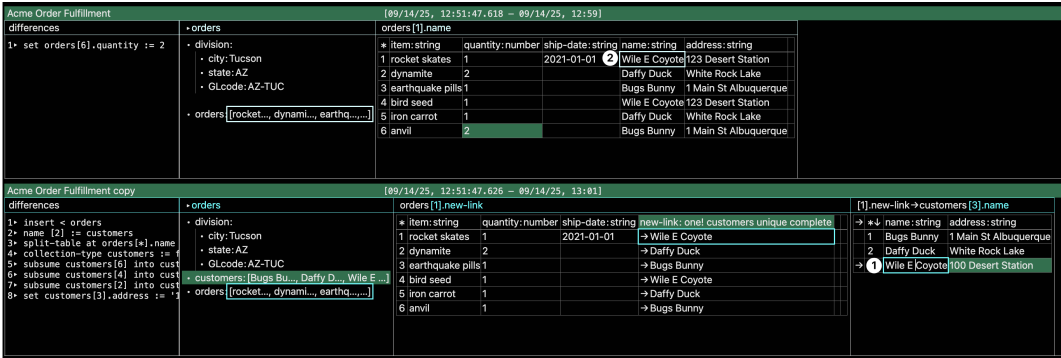 Acme Order Fulfillment [09/14/25, 12:51:47.618 – 09/14/25, 12:59]
differences ▸orders orders[1].name
1▸ set orders[6].quantity := 2
• division:
• city: Tucson
• state: AZ
• GLcode: AZ-TUC
• orders: [rocket..., dynami..., earthq...,...]
* item: string quantity: number ship-date: string name: string address: string
1 rocket skates 1 2021-01-01 2 Wile E Coyote 123 Desert Station
2 dynamite 2 Daffy Duck White Rock Lake
3 earthquake pills 1 Bugs Bunny 1 Main St Albuquerque
4 bird seed 1 Wile E Coyote 123 Desert Station
5 iron carrot 1 Daffy Duck White Rock Lake
6 anvil 2 Bugs Bunny 1 Main St Albuquerque
Acme Order Fulfillment copy [09/14/25, 12:51:47.626 – 09/14/25, 13:01]
differences ▸orders orders[1].new-link [1].new-link→customers[3].name
1▸ insert < orders
2▸ name [2] := customers
3▸ split-table at orders[*].name
4▸ collection-type customers := f
5▸ subsume customers[6] into cust
6▸ subsume customers[4] into cust
7▸ subsume customers[2] into cust
8▸ set customers[3].address := '1
• division:
• city: Tucson
• state: AZ
• GLcode: AZ-TUC
• customers: [Bugs Bu..., Daffy D..., Wile E ...]
• orders: [rocket..., dynami..., earthq...,...]
* item: string quantity: number ship-date: string new-link: one! customers unique complete
1 rocket skates 1 2021-01-01 → Wile E Coyote
2 dynamite 2 → Daffy Duck
3 earthquake pills 1 → Bugs Bunny
4 bird seed 1 → Wile E Coyote
5 iron carrot 1 → Daffy Duck
6 anvil 1 → Bugs Bunny
→ *↓ name: string address: string
1 Bugs Bunny 1 Main St Albuquerque
2 Daffy Duck White Rock Lake
→ 1 Wile E Coyote 100 Desert Station